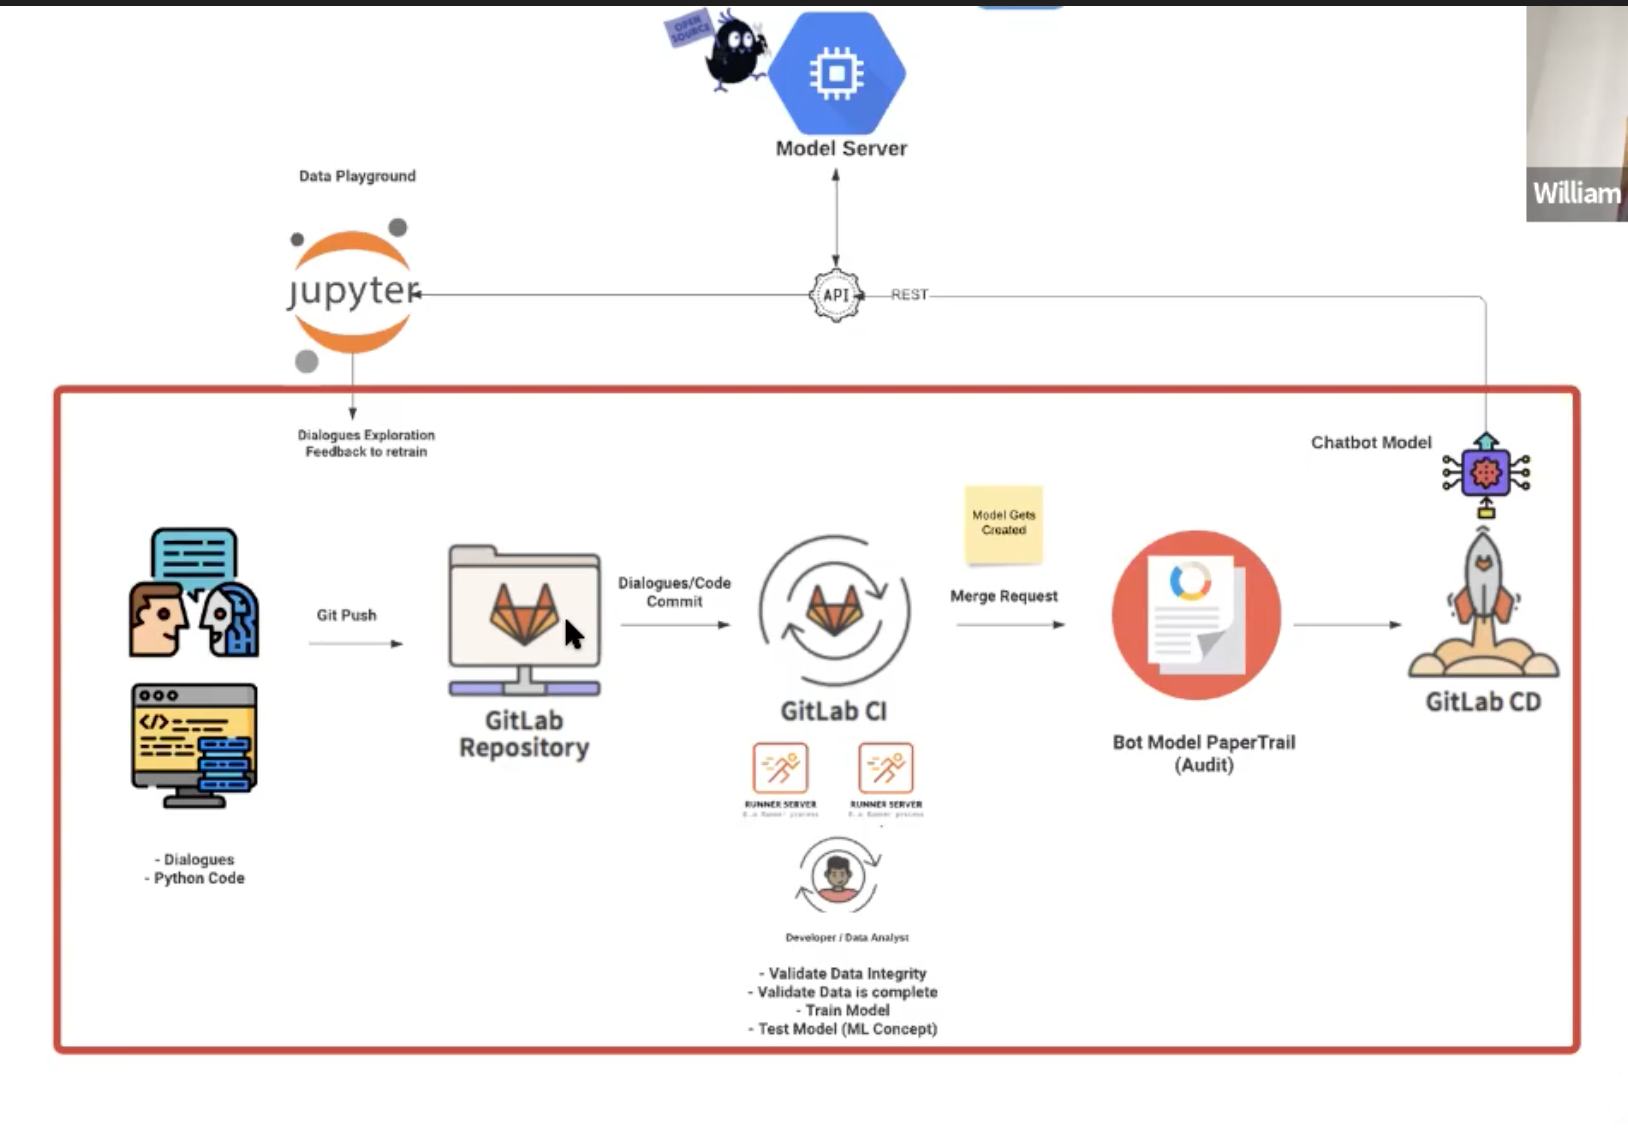 OPEN
SOURCE
Model Server
William
Data Playground
jupyter
API
REST
Dialogues Exploration
Feedback to retrain
Chatbot Model
Model Gets
Created
Git Push
Dialogues/Code
Commit
Merge Request
GitLab
Repository
GitLab CI
GitLab CD
Bot Model PaperTrail
(Audit)
</>
RUNNER SERVER
RUNNER SERVER
- Dialogues
- Python Code
Developer / Data Analyst
- Validate Data Integrity
- Validate Data is complete
- Train Model
- Test Model (ML Concept)